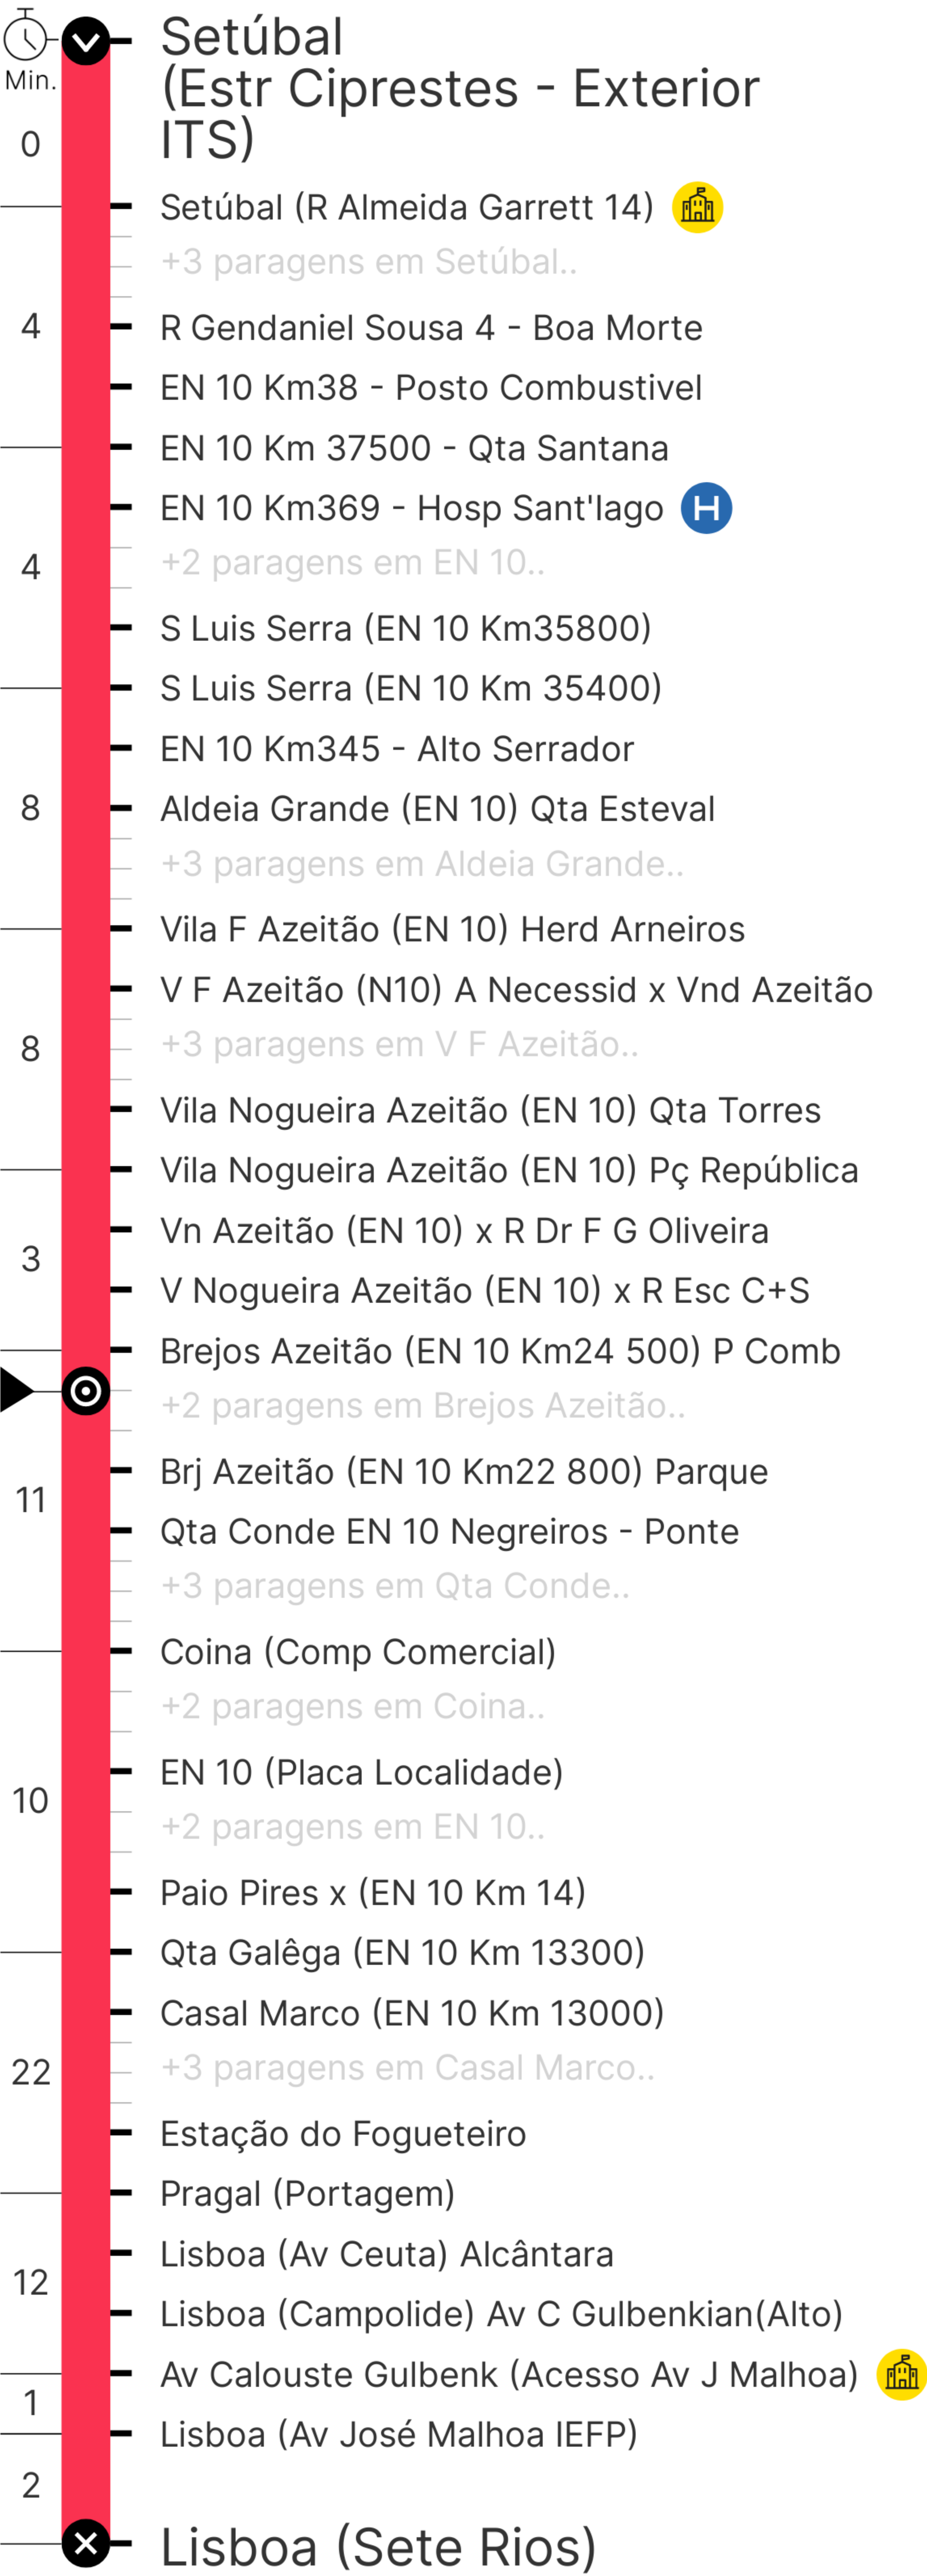 Min.
Setúbal
(Estr Ciprestes - Exterior
ITS)
0
Setúbal (R Almeida Garrett 14)
+3 paragens em Setúbal..
4
R Gendaniel Sousa 4 - Boa Morte
EN 10 Km38 - Posto Combustivel
EN 10 Km 37500 - Qta Santana
EN 10 Km369 - Hosp Sant'Iago
H
4
+2 paragens em EN 10..
S Luis Serra (EN 10 Km35800)
S Luis Serra (EN 10 Km 35400)
EN 10 Km345 - Alto Serrador
8
Aldeia Grande (EN 10) Qta Esteval
+3 paragens em Aldeia Grande..
Vila F Azeitão (EN 10) Herd Arneiros
V F Azeitão (N10) A Necessid x Vnd Azeitão
8
+3 paragens em V F Azeitão..
Vila Nogueira Azeitão (EN 10) Qta Torres
Vila Nogueira Azeitão (EN 10) Pç República
Vn Azeitão (EN 10) x R Dr F G Oliveira
3
V Nogueira Azeitão (EN 10) x R Esc C+S
Brejos Azeitão (EN 10 Km24 500) P Comb
+2 paragens em Brejos Azeitão..
Brj Azeitão (EN 10 Km22 800) Parque
11
Qta Conde EN 10 Negreiros - Ponte
+3 paragens em Qta Conde..
Coina (Comp Comercial)
+2 paragens em Coina..
EN 10 (Placa Localidade)
10
+2 paragens em EN 10..
Paio Pires x (EN 10 Km 14)
Qta Galêga (EN 10 Km 13300)
Casal Marco (EN 10 Km 13000)
22
+3 paragens em Casal Marco..
Estação do Fogueteiro
Pragal (Portagem)
Lisboa (Av Ceuta) Alcântara
12
Lisboa (Campolide) Av C Gulbenkian(Alto)
Av Calouste Gulbenk (Acesso Av J Malhoa)
1
Lisboa (Av José Malhoa IEFP)
2
Lisboa (Sete Rios)